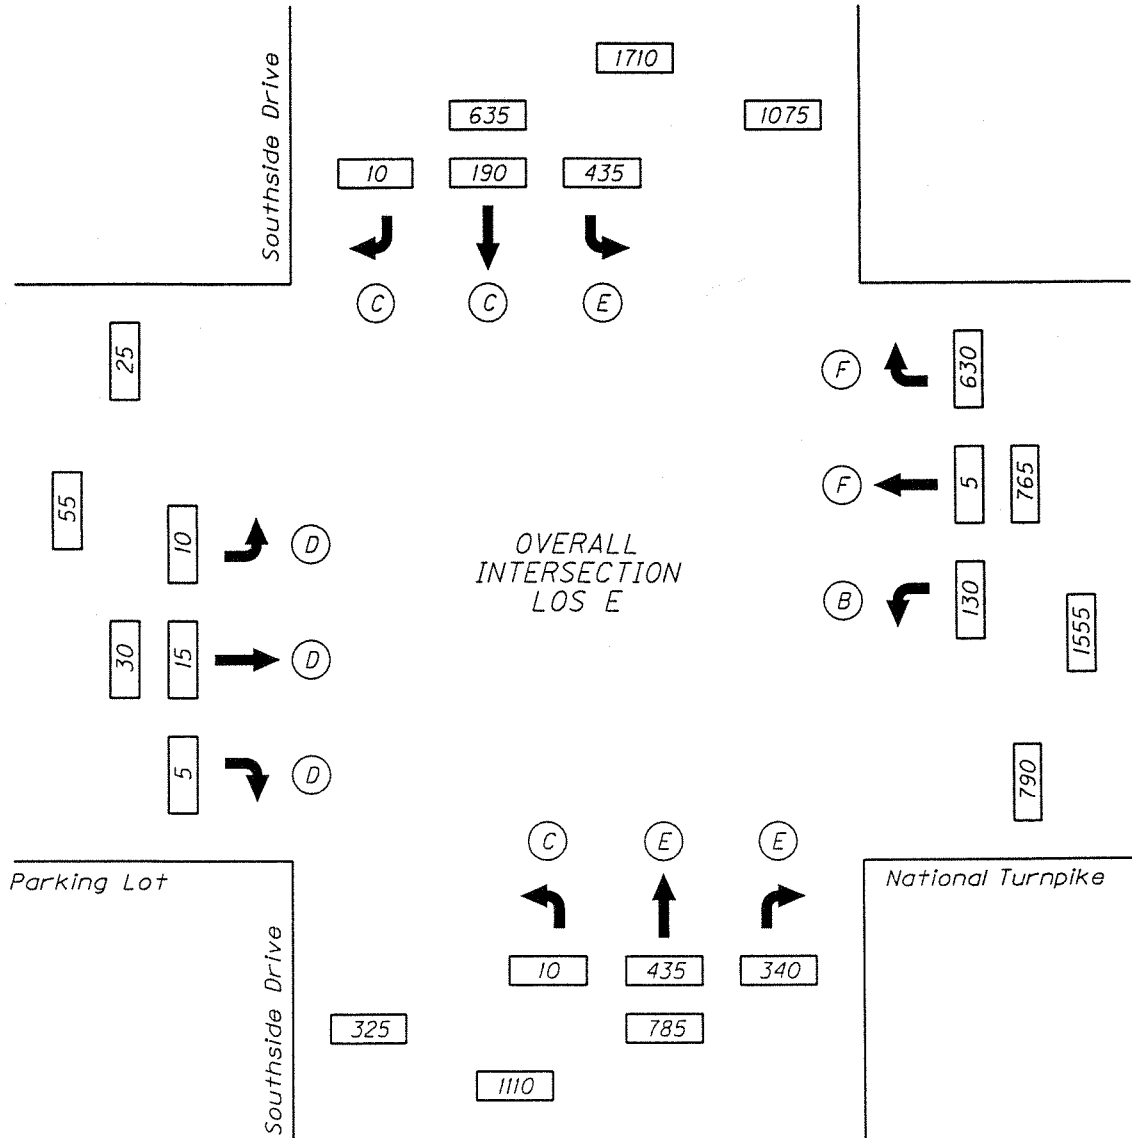 1710
635
1075
10
190
435
Southside Drive
C
C
E
25
F
630
55
F
5
765
10
D
OVERALL
INTERSECTION
LOS E
B
130
1555
30
15
D
5
D
790
C
E
E
Parking Lot
National Turnpike
10
435
340
Southside Drive
325
785
1110